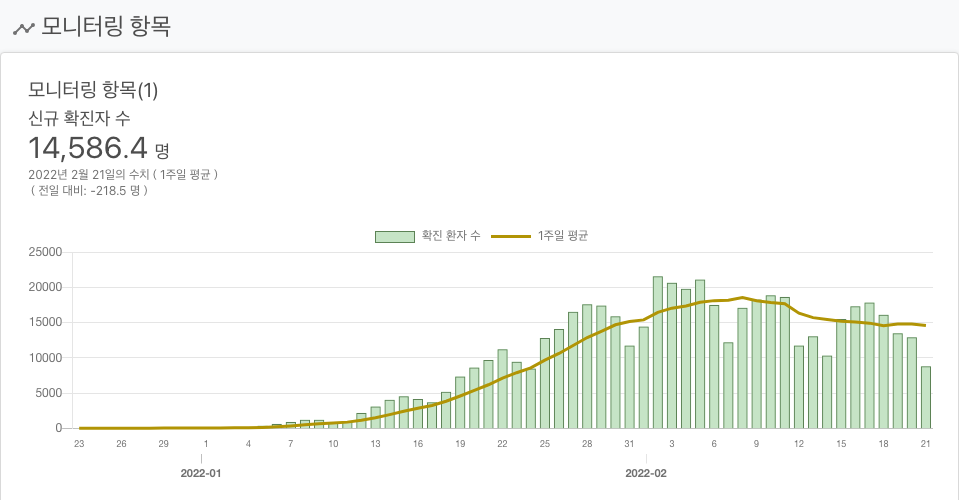 모니터링 항목
모니터링 항목(1)
신규 확진자 수
14,586.4 명
2022년 2월 21일의 수치 ( 1주일 평균 )
( 전일 대비: -218.5 명 )
확진 환자 수 1주일 평균
25000
20000
15000
10000
5000
0
23 26 29 1 4 7 10 13 16 19 22 25 28 31 3 6 9 12 15 18 21
2022-01 2022-02